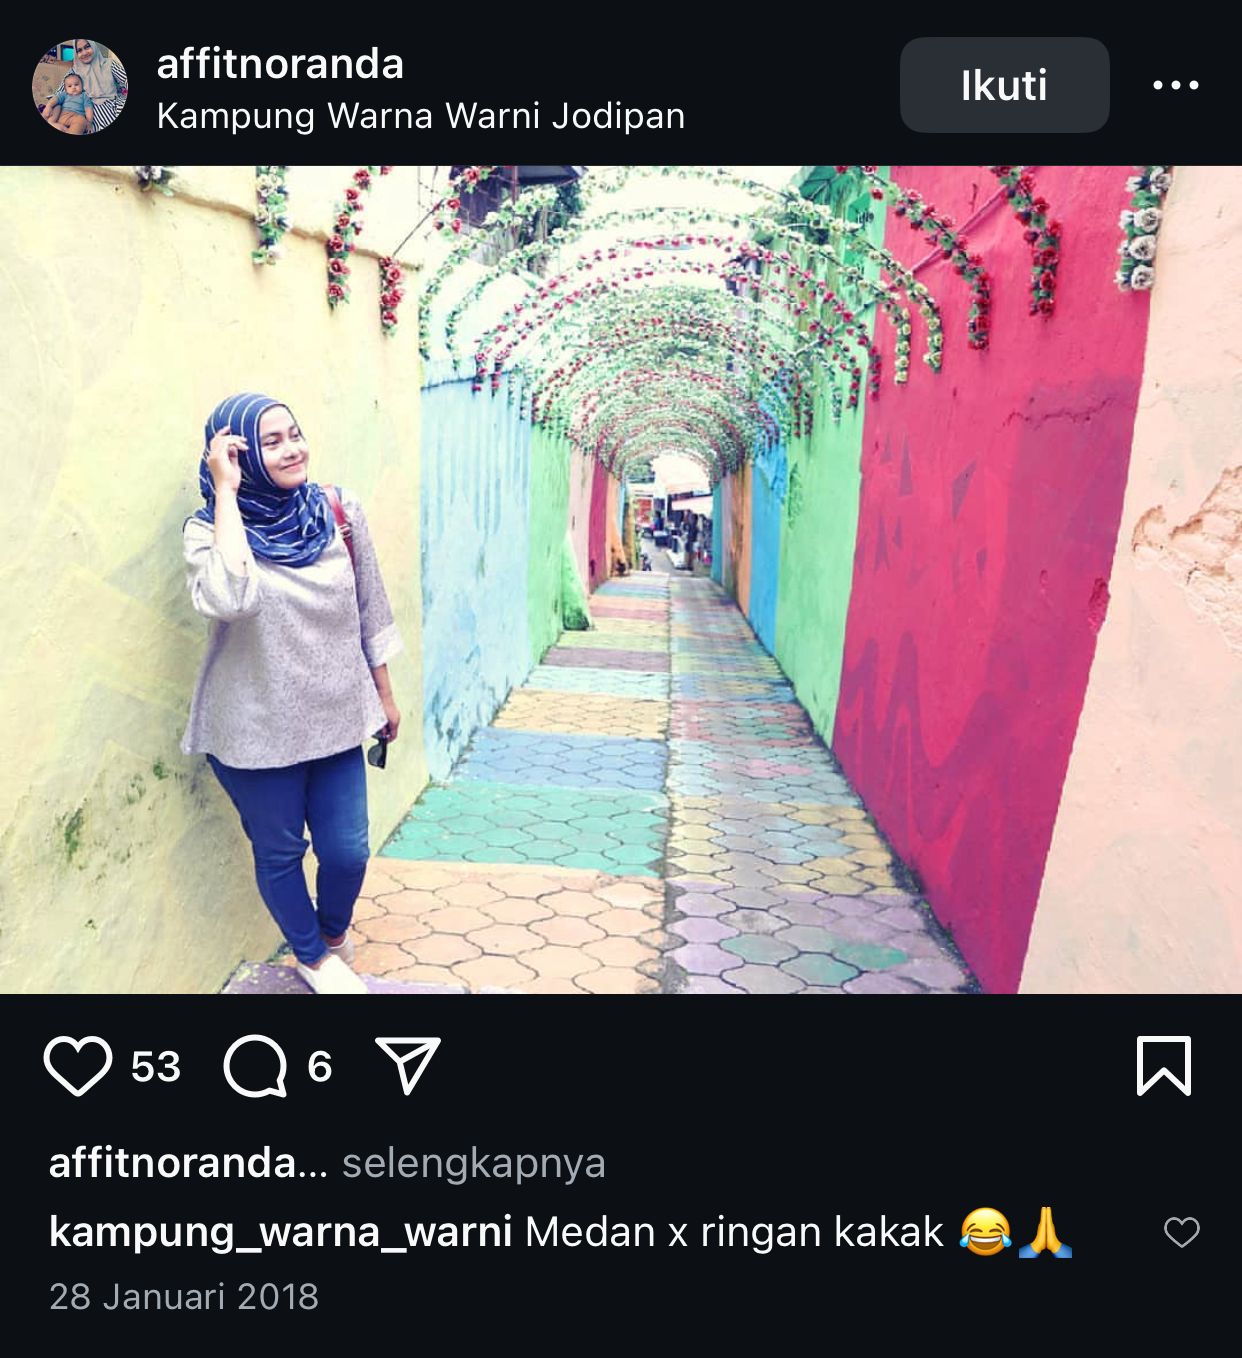 affitnoranda
Kampung Warna Warni Jodipan
Ikuti
53
6
affitnoranda... selengkapnya
kampung_warna_warni Medan x ringan kakak 😂🙏
28 Januari 2018